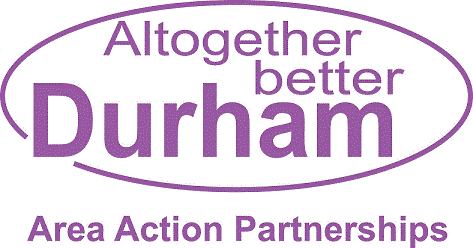 Altogether
better
Durham
Area Action Partnerships